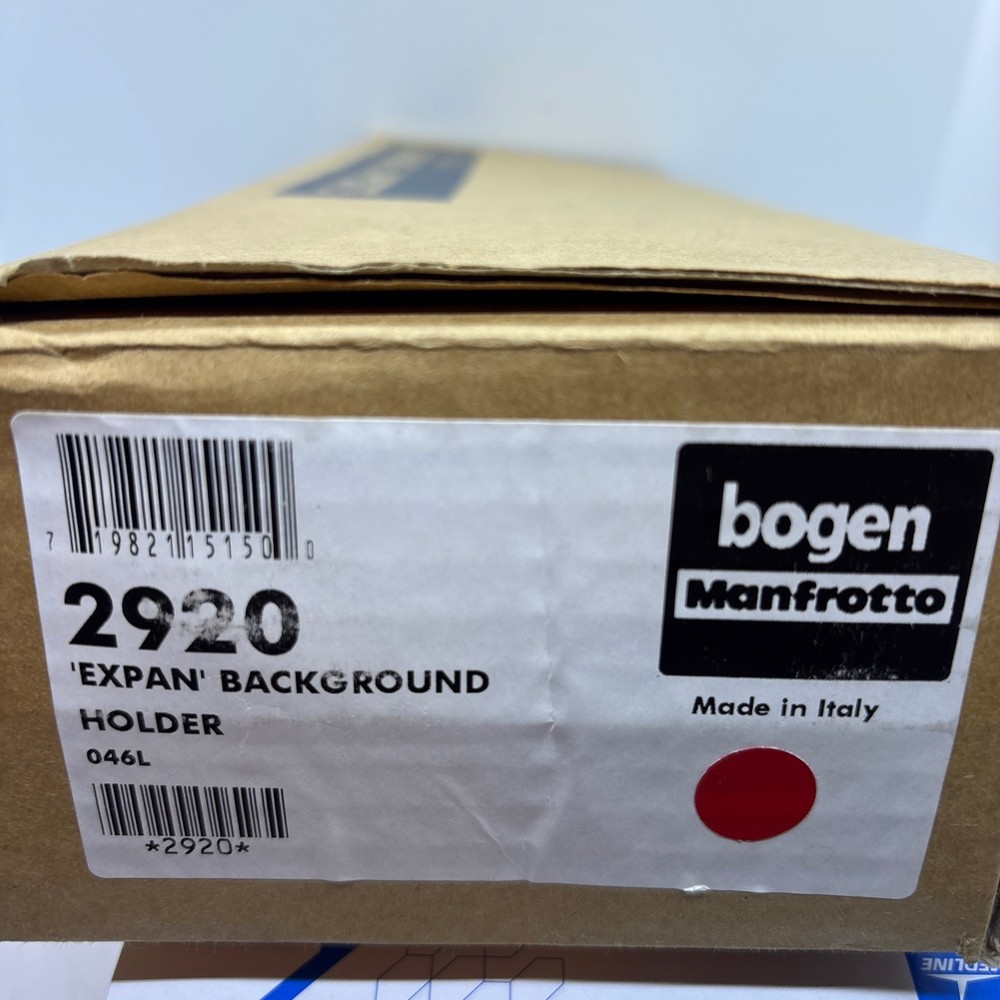 7 19821 15150 0
2920
'EXPAN' BACKGROUND
HOLDER
046L
*2920*
bogen
Manfrotto
Made in Italy